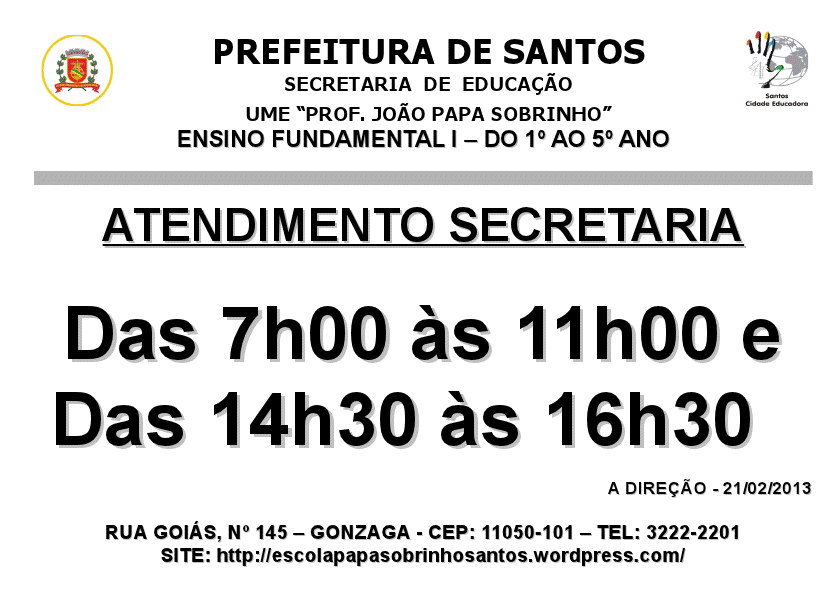 PREFEITURA DE SANTOS
SECRETARIA DE EDUCAÇÃO
UME “PROF. JOÃO PAPA SOBRINHO”
ENSINO FUNDAMENTAL I – DO 1º AO 5º ANO
Santos
Cidade Educadora
ATENDIMENTO SECRETARIA
Das 7h00 às 11h00 e
Das 14h30 às 16h30
A DIREÇÃO - 21/02/2013
RUA GOIÁS, Nº 145 – GONZAGA - CEP: 11050-101 – TEL: 3222-2201
SITE: http://escolapapasobrinhosantos.wordpress.com/